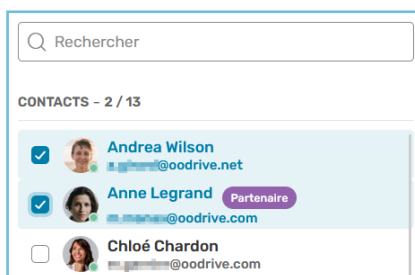 Rechercher
CONTACTS - 2 / 13
Andrea Wilson
@oodrive.net
Anne Legrand Partenaire
@oodrive.com
Chloé Chardon
@oodrive.com